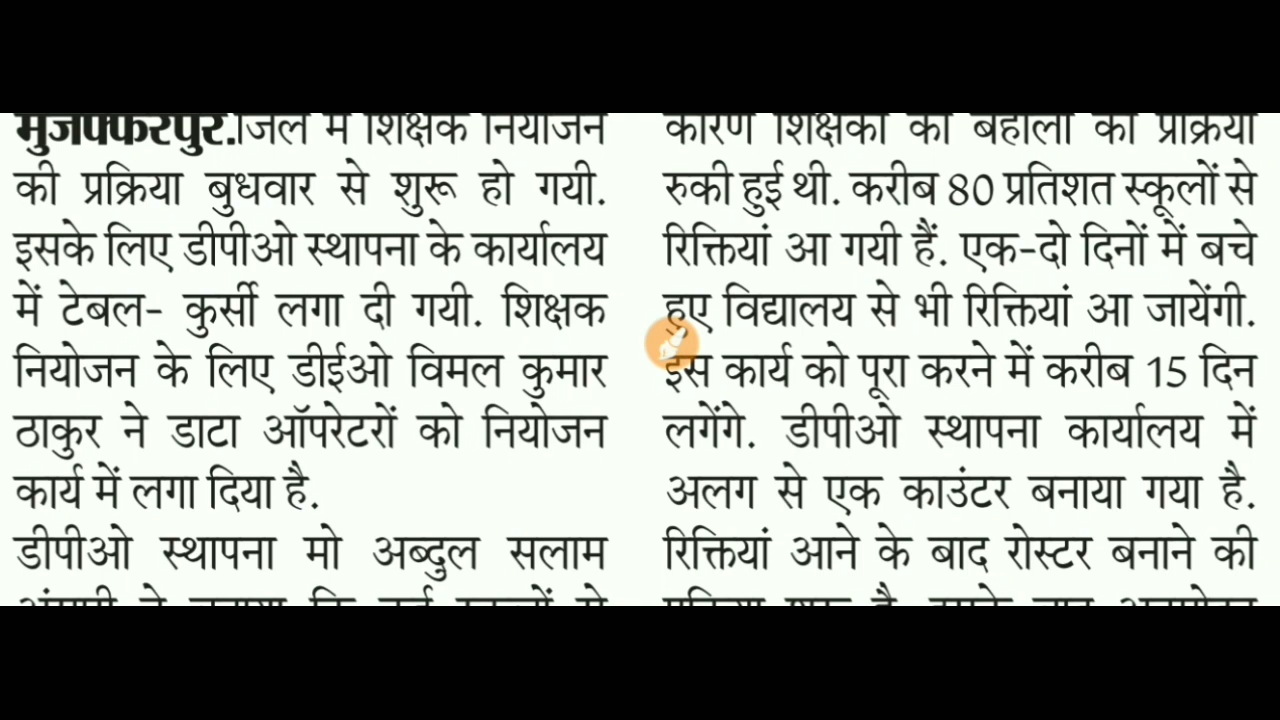 मुजफ्फरपुर.जिले में शिक्षक नियोजन
की प्रक्रिया बुधवार से शुरू हो गयी.
इसके लिए डीपीओ स्थापना के कार्यालय
में टेबल- कुर्सी लगा दी गयी. शिक्षक
नियोजन के लिए डीईओ विमल कुमार
ठाकुर ने डाटा ऑपरेटरों को नियोजन
कार्य में लगा दिया है.
डीपीओ स्थापना मो अब्दुल सलाम
कारण शिक्षकों की बहाली की प्रक्रिया
रुकी हुई थी. करीब 80 प्रतिशत स्कूलों से
रिक्तियां आ गयी हैं. एक-दो दिनों में बचे
हुए विद्यालय से भी रिक्तियां आ जायेंगी.
इस कार्य को पूरा करने में करीब 15 दिन
लगेंगे. डीपीओ स्थापना कार्यालय में
अलग से एक काउंटर बनाया गया है.
रिक्तियां आने के बाद रोस्टर बनाने की